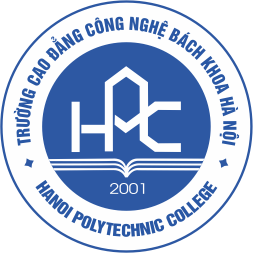 TRƯỜNG CAO ĐẲNG CÔNG NGHỆ BÁCH KHOA HÀ NỘI
HPC
2001
HANOI POLYTECHNIC COLLEGE